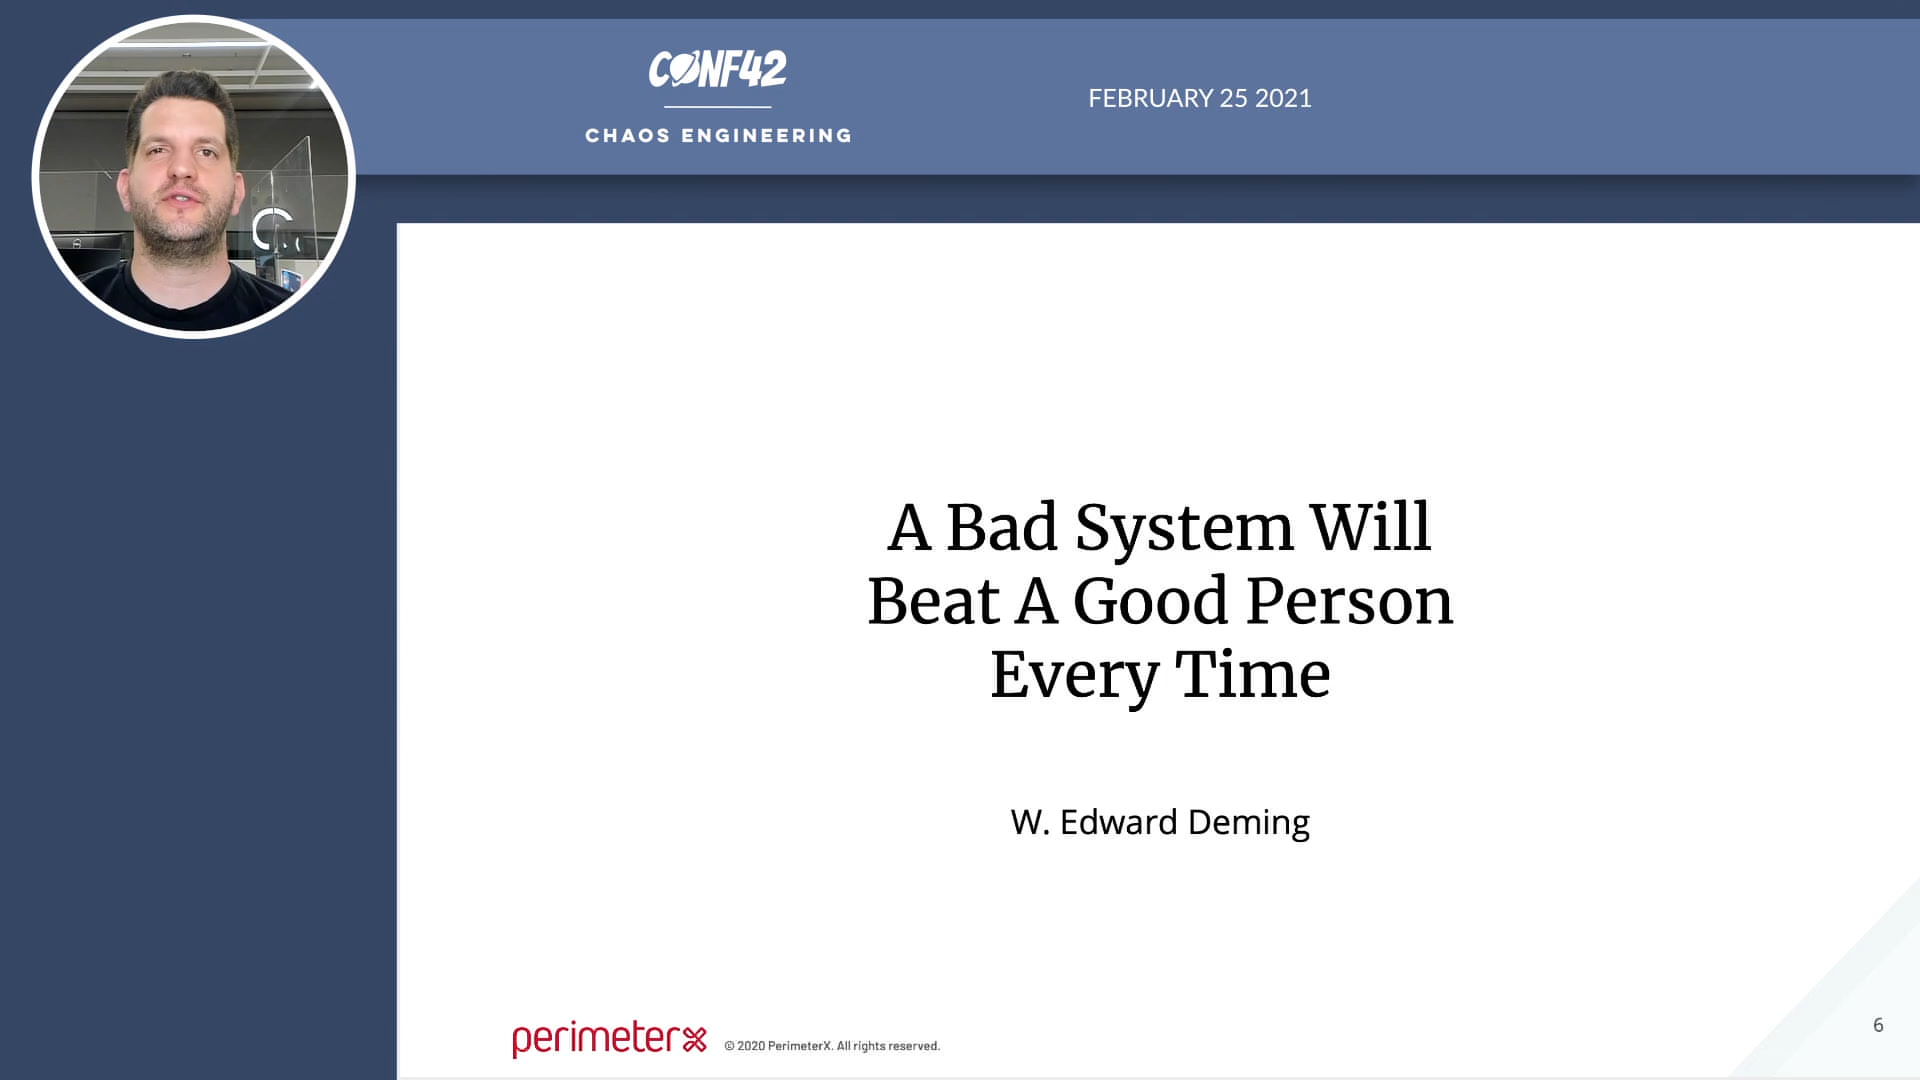 CONF42
CHAOS ENGINEERING
FEBRUARY 25 2021
A Bad System Will
Beat A Good Person
Every Time
W. Edward Deming
perimeterx
© 2020 PerimeterX. All rights reserved.
6